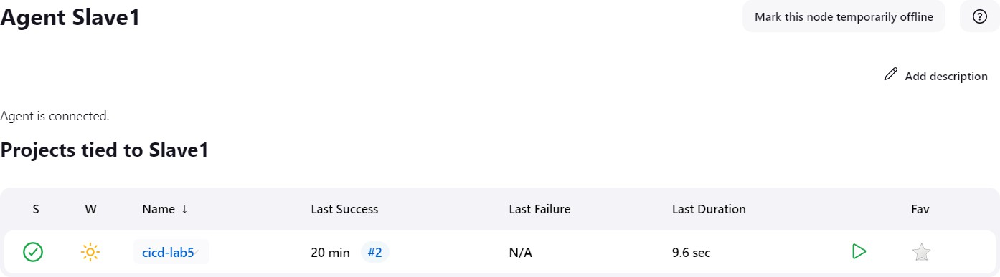 Agent Slave1
Mark this node temporarily offline
Add description
Agent is connected.
Projects tied to Slave1
S W Name ↓ Last Success Last Failure Last Duration Fav
cicd-lab5 20 min #2 N/A 9.6 sec